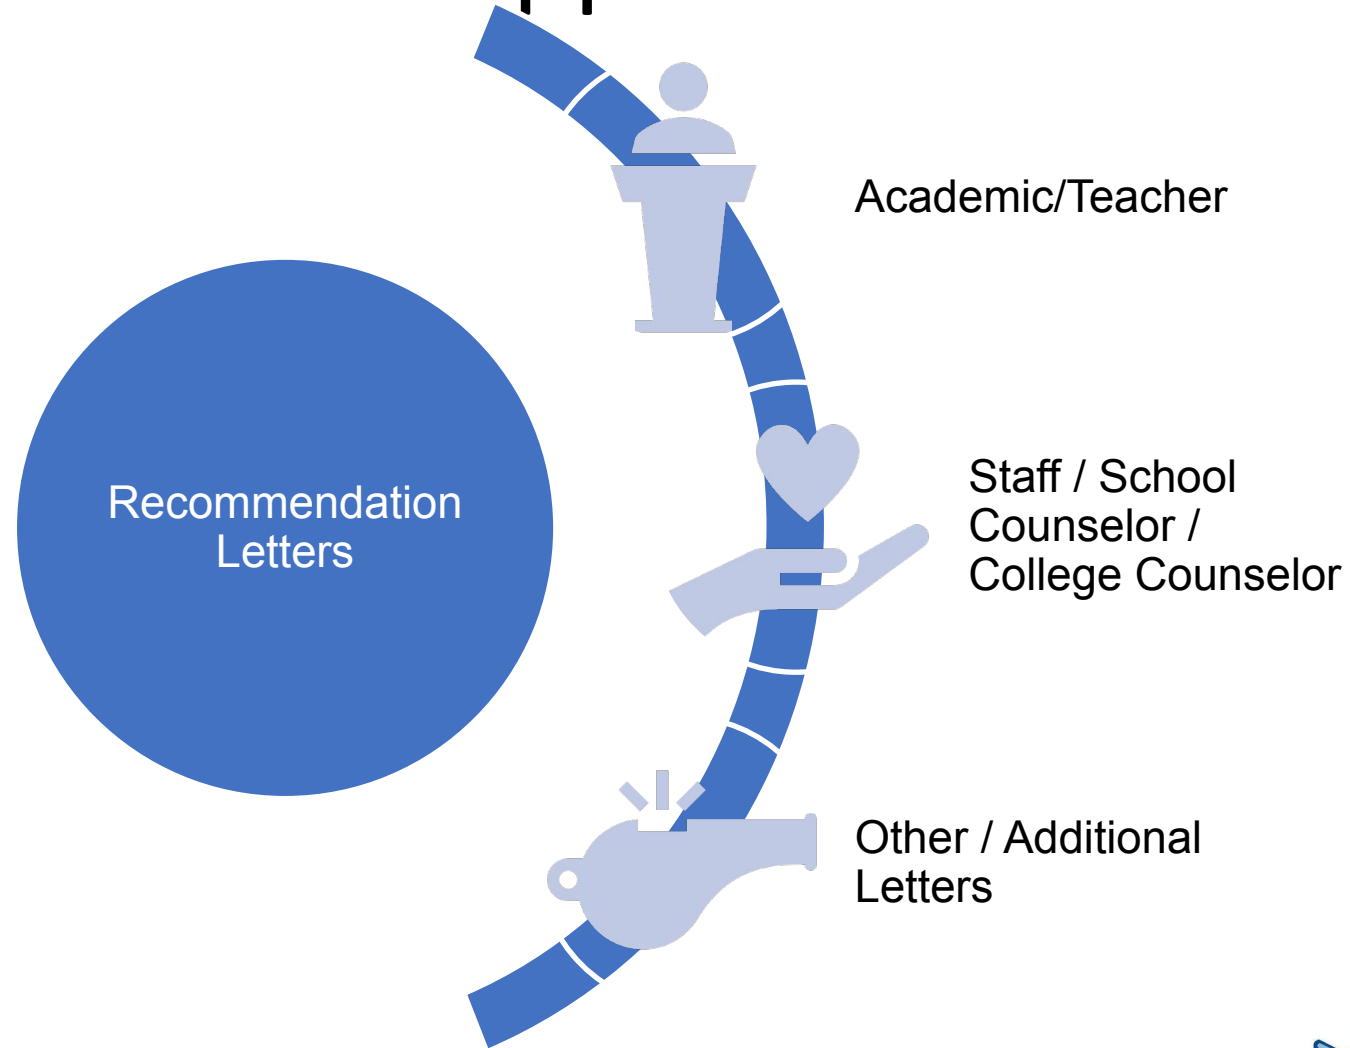 Academic/Teacher
Recommendation
Letters
Staff / School
Counselor /
College Counselor
Other / Additional
Letters